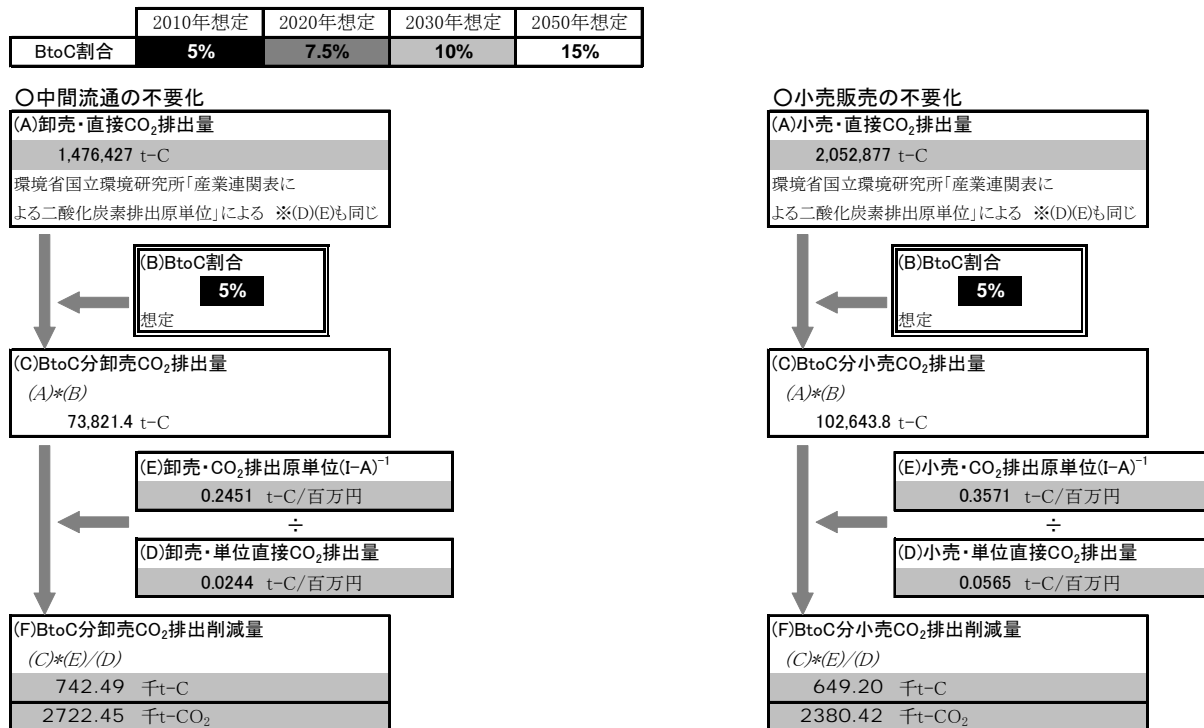 2010年想定 2020年想定 2030年想定 2050年想定
BtoC割合 5% 7.5% 10% 15%
〇中間流通の不要化
(A)卸売・直接CO₂排出量
1,476,427 t-C
環境省国立環境研究所「産業連関表に
よる二酸化炭素排出原単位」による ※(D)(E)も同じ
(B)BtoC割合
5%
想定
(C)BtoC分卸売CO₂排出量
(A)*(B)
73,821.4 t-C
(E)卸売・CO₂排出原単位(I-A)⁻¹
0.2451 t-C/百万円
÷
(D)卸売・単位直接CO₂排出量
0.0244 t-C/百万円
(F)BtoC分卸売CO₂排出削減量
(C)*(E)/(D)
742.49 千t-C
2722.45 千t-CO₂
〇小売販売の不要化
(A)小売・直接CO₂排出量
2,052,877 t-C
環境省国立環境研究所「産業連関表に
よる二酸化炭素排出原単位」による ※(D)(E)も同じ
(B)BtoC割合
5%
想定
(C)BtoC分小売CO₂排出量
(A)*(B)
102,643.8 t-C
(E)小売・CO₂排出原単位(I-A)⁻¹
0.3571 t-C/百万円
÷
(D)小売・単位直接CO₂排出量
0.0565 t-C/百万円
(F)BtoC分小売CO₂排出削減量
(C)*(E)/(D)
649.20 千t-C
2380.42 千t-CO₂